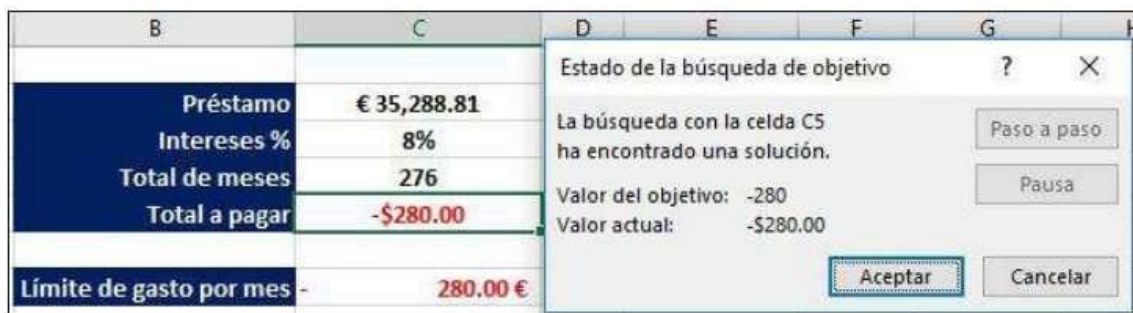 B C D E F G H
Préstamo € 35,288.81
Intereses % 8%
Total de meses 276
Total a pagar -$280.00
Límite de gasto por mes - 280.00 €
Estado de la búsqueda de objetivo ? ×
La búsqueda con la celda C5
ha encontrado una solución.
Valor del objetivo: -280
Valor actual: -$280.00
Paso a paso
Pausa
Aceptar Cancelar